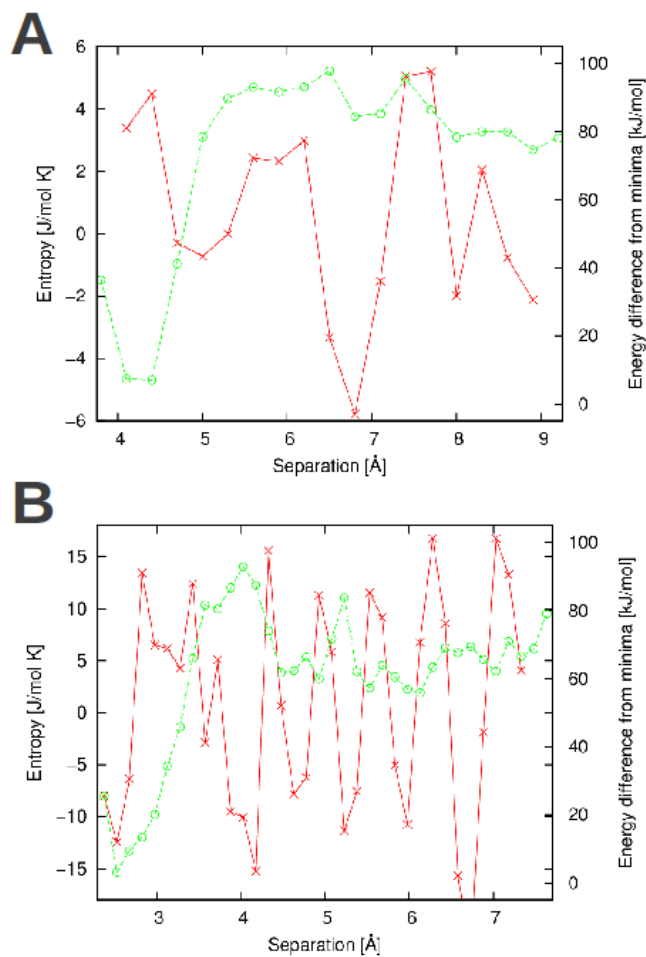 A
6
4
2
0
−2
−4
−6
Entropy [J/mol K]
100
80
60
40
20
0
Energy difference from minima [kJ/mol]
4 5 6 7 8 9
Separation [Å]
B
15
10
5
0
−5
−10
−15
Entropy [J/mol K]
100
80
60
40
20
0
Energy difference from minima [kJ/mol]
3 4 5 6 7
Separation [Å]